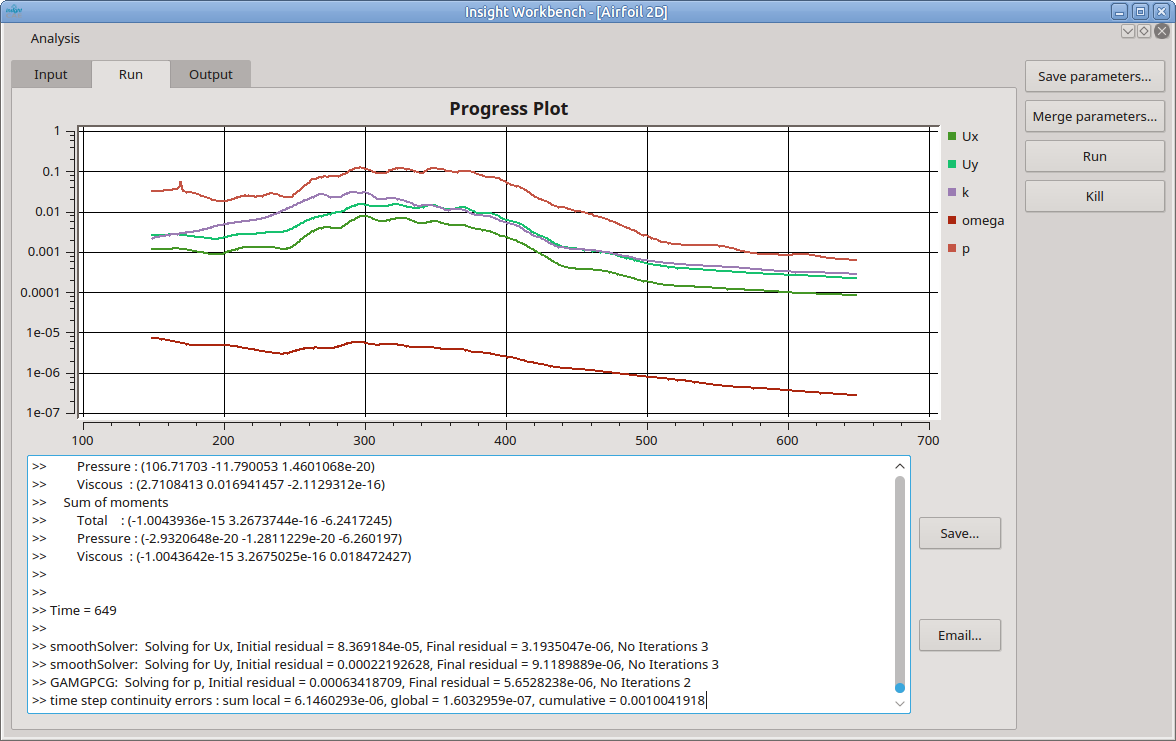 Insight Workbench - [Airfoil 2D]
Analysis
Input
Run
Output
Save parameters...
Merge parameters...
Run
Kill
Progress Plot
1
0.1
0.01
0.001
0.0001
1e-05
1e-06
1e-07
100 200 300 400 500 600 700
Ux
Uy
k
omega
p
>> Pressure : (106.71703 -11.790053 1.4601068e-20)
>> Viscous : (2.7108413 0.016941457 -2.1129312e-16)
>> Sum of moments
>> Total : (-1.0043936e-15 3.2673744e-16 -6.2417245)
>> Pressure : (-2.9320648e-20 -1.2811229e-20 -6.260197)
>> Viscous : (-1.0043642e-15 3.2675025e-16 0.018472427)
>>
>>
>> Time = 649
>>
>> smoothSolver: Solving for Ux, Initial residual = 8.369184e-05, Final residual = 3.1935047e-06, No Iterations 3
>> smoothSolver: Solving for Uy, Initial residual = 0.00022192628, Final residual = 9.1189889e-06, No Iterations 3
>> GAMGPCG: Solving for p, Initial residual = 0.00063418709, Final residual = 5.6528238e-06, No Iterations 2
>> time step continuity errors : sum local = 6.1460293e-06, global = 1.6032959e-07, cumulative = 0.0010041918
Save...
Email...